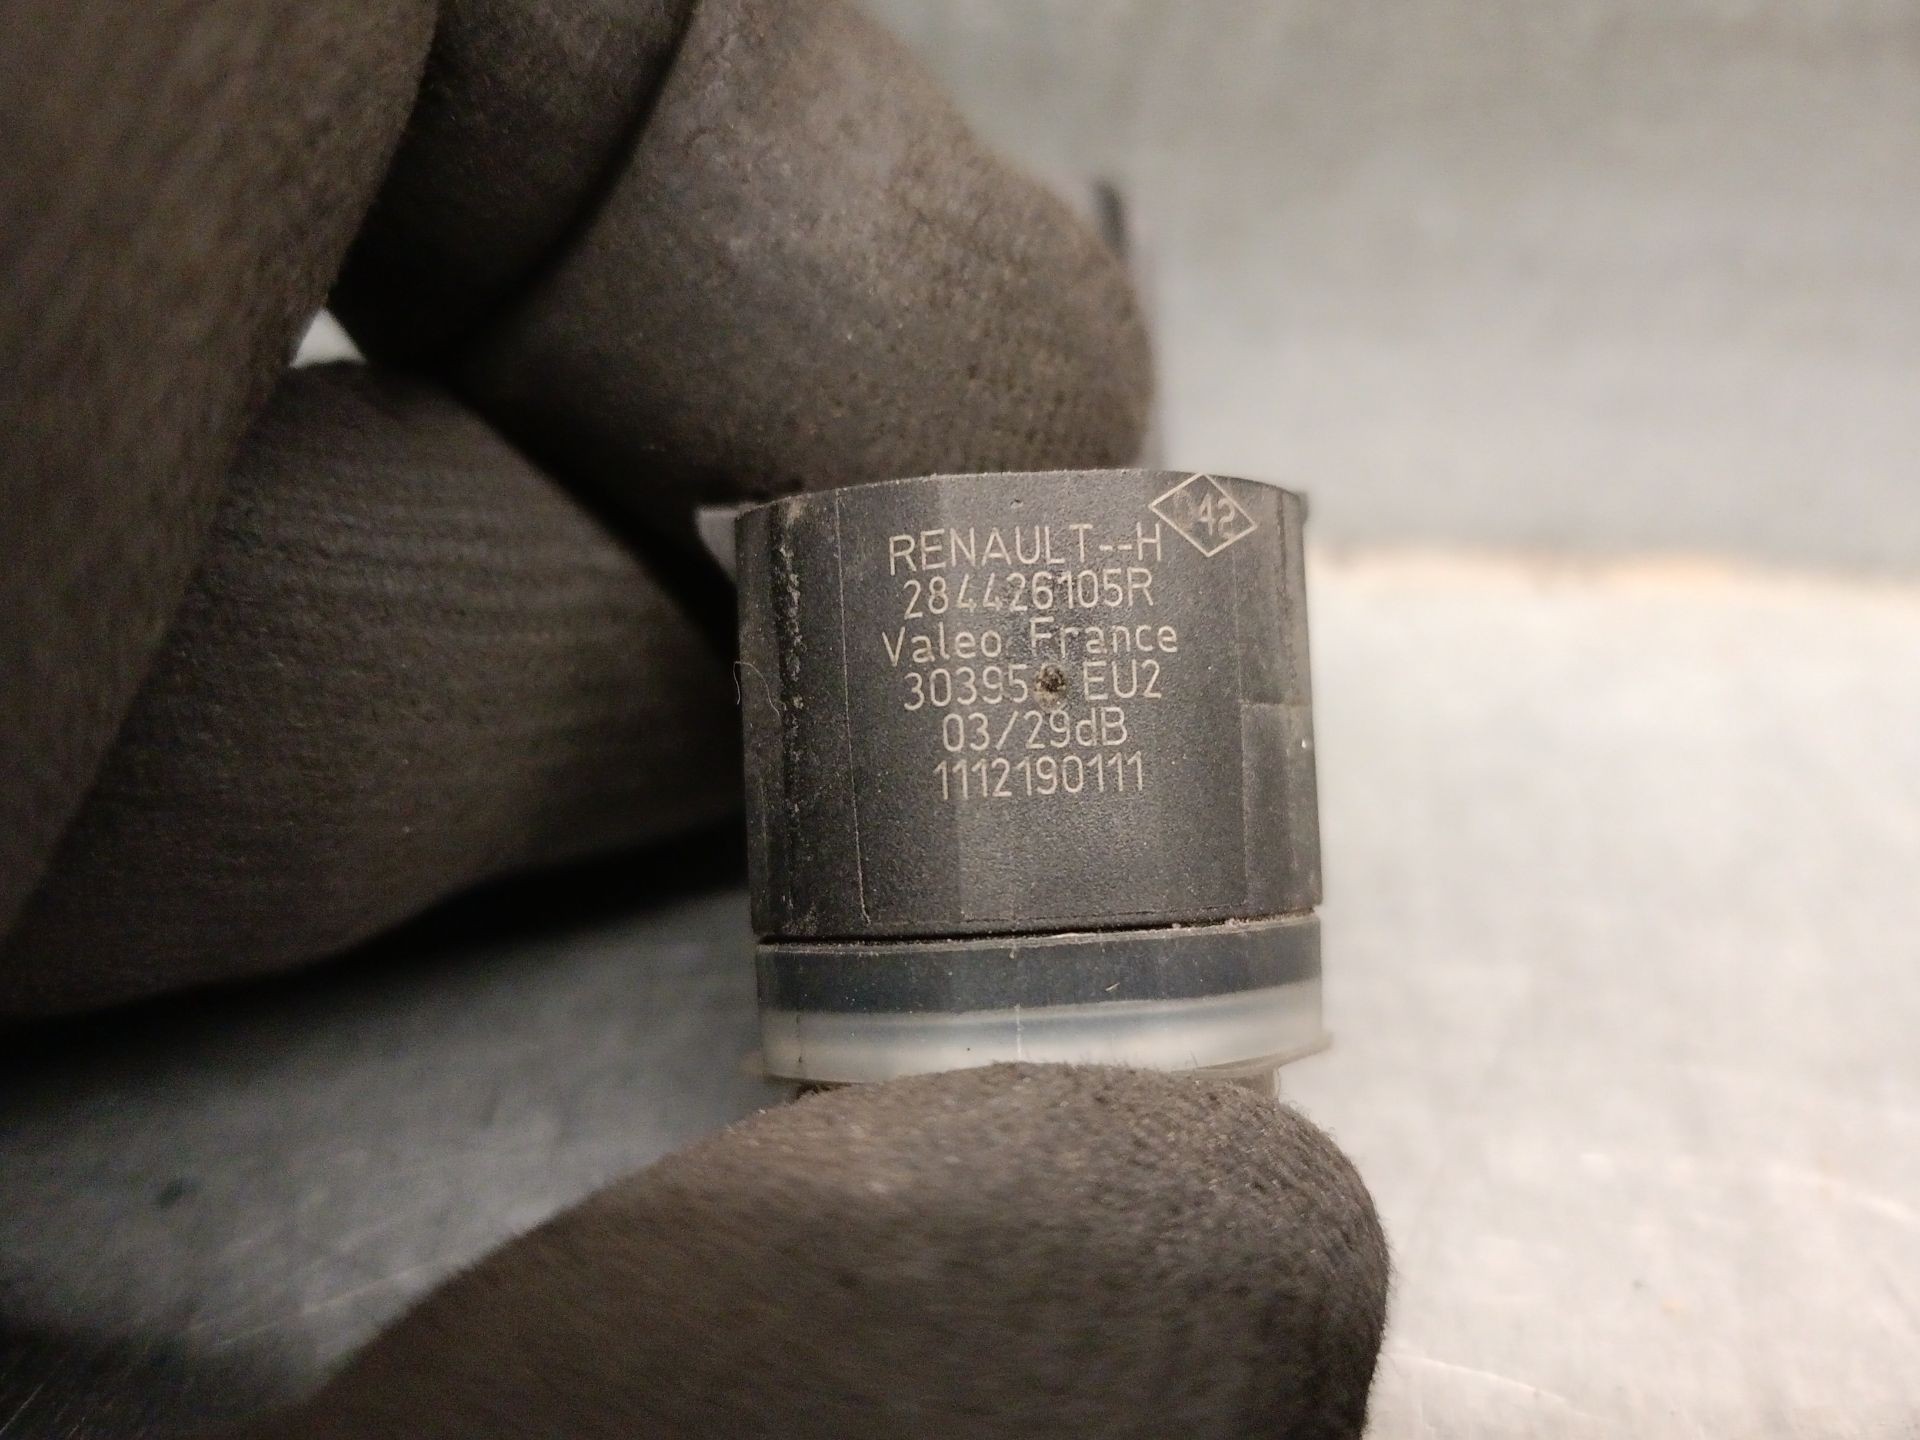 RENAULT--H
42
284426105R
Valeo France
EU2
03/29dB
1112190111